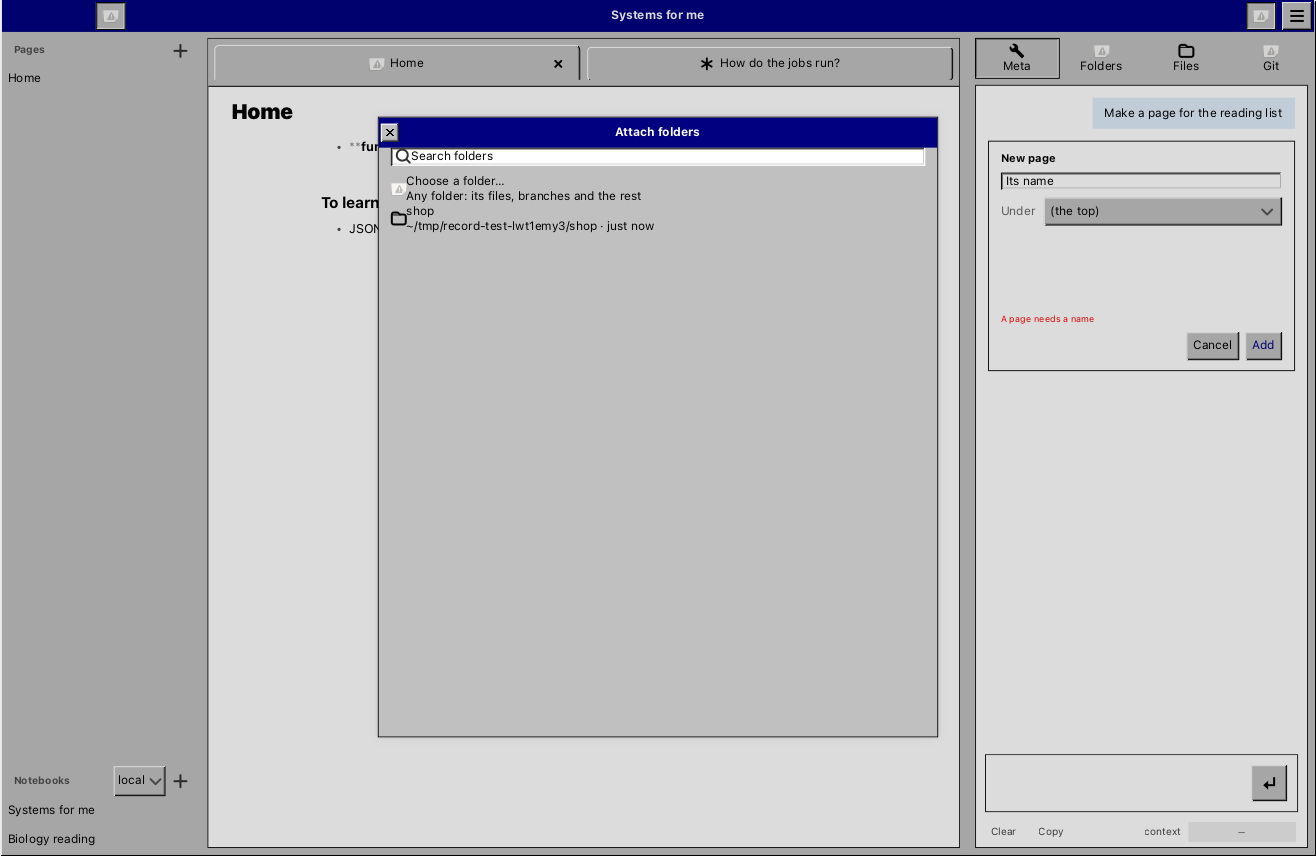 Systems for me
Pages
Home
Home
How do the jobs run?
Home
**fur
To learn
JSON
Attach folders
Search folders
Choose a folder...
Any folder: its files, branches and the rest
shop
~/tmp/record-test-lwt1emy3/shop · just now
Meta
Folders
Files
Git
Make a page for the reading list
New page
Its name
Under
(the top)
A page needs a name
Cancel
Add
Notebooks
local
Systems for me
Biology reading
Clear
Copy
context
–